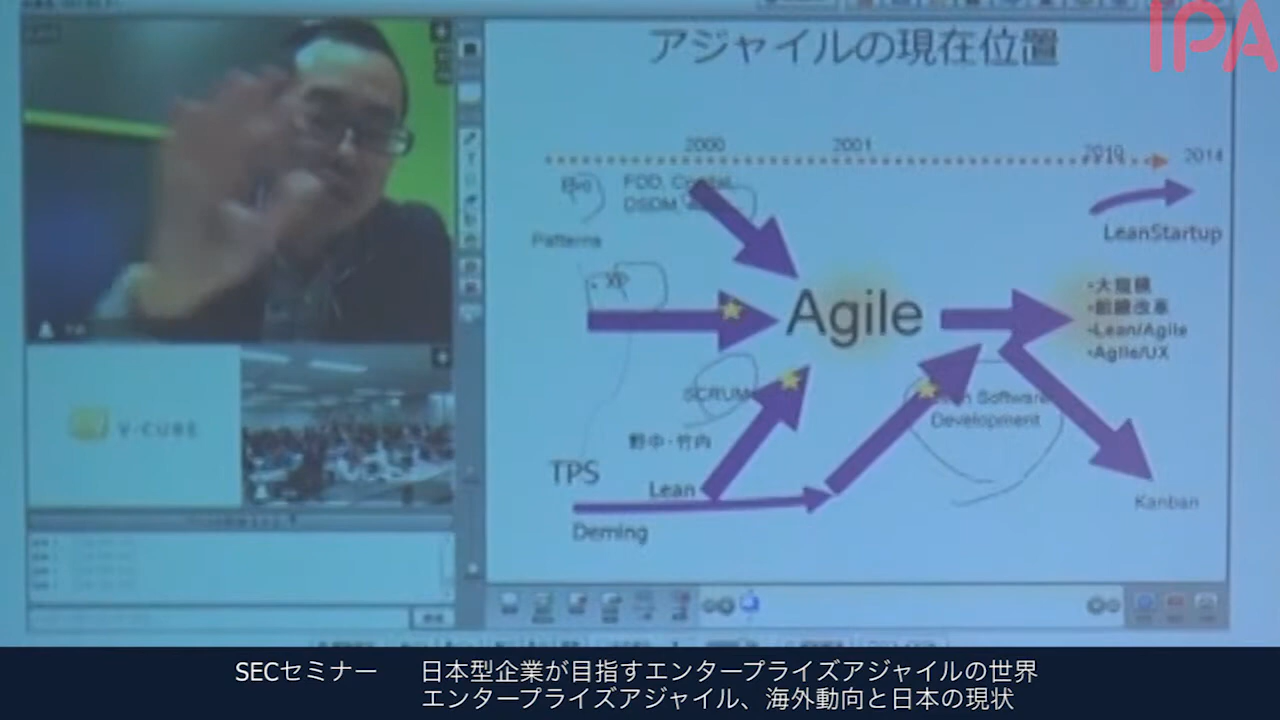 IPA
アジャイルの現在位置
2000
2001
2010
2014
FDD, Crystal,
DSDM,
Patterns
XP
LeanStartup
Agile
・大規模
・組織改革
・Lean/Agile
・Agile/UX
SCRUM
Lean Software
Development
野中・竹内
TPS
Lean
Deming
Kanban
V-CUBE
SECセミナー 日本型企業が目指すエンタープライズアジャイルの世界
エンタープライズアジャイル、海外動向と日本の現状